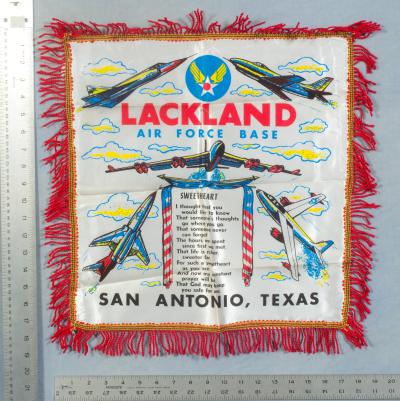 LACKLAND
AIR FORCE BASE
SWEETHEART
I thought that you
would like to know
That someone's thoughts
go where you go.
That someone never
can forget
The hours we spent
since first we met.
That life is richer,
sweeter far
For such a sweetheart
as you are
And now my constant
prayer will be
That God may keep
you safe for me.
SAN ANTONIO, TEXAS